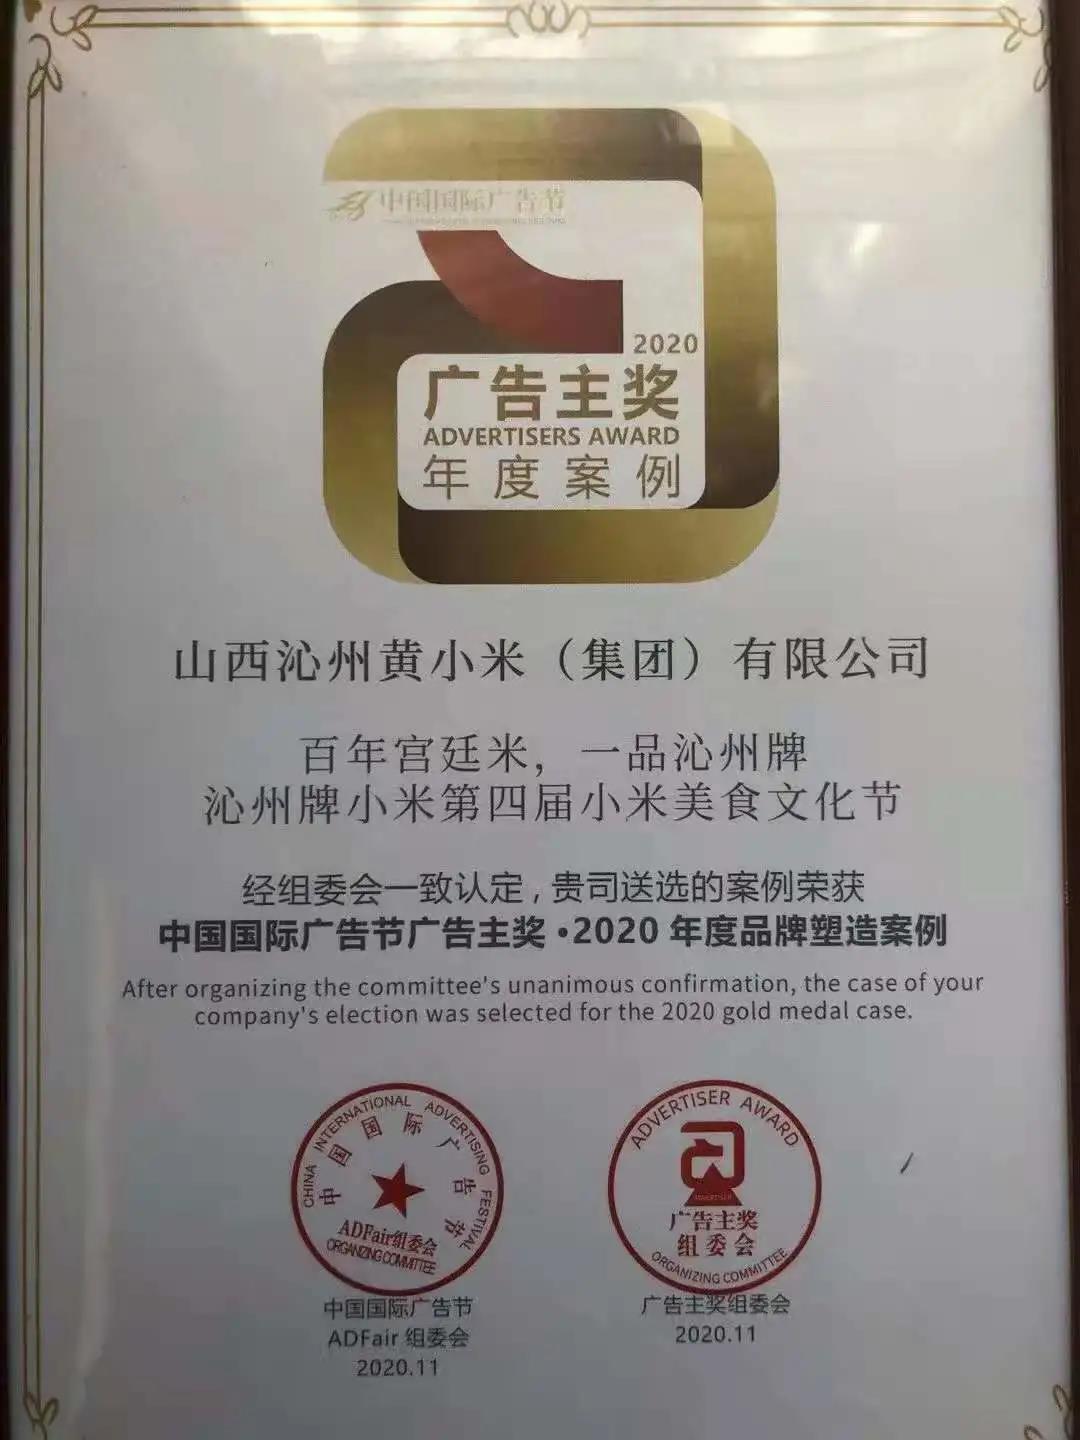 中国国际广告节
2020
广告主奖
ADVERTISERS AWARD
年度案例
山西沁州黄小米（集团）有限公司
百年宫廷米，一品沁州牌
沁州牌小米第四届小米美食文化节
经组委会一致认定，贵司送选的案例荣获
中国国际广告节广告主奖·2020 年度品牌塑造案例
After organizing the committee's unanimous confirmation, the case of your
company's election was selected for the 2020 gold medal case.
CHINA INTERNATIONAL ADVERTISING FESTIVAL
中国国际广告节
ADFair组委会
ORGANIZING COMMITTEE
中国国际广告节
ADFair 组委会
2020.11
ADVERTISER AWARD
ADVERTISER
广告主奖
组委会
ORGANIZING COMMITTEE
广告主奖组委会
2020.11